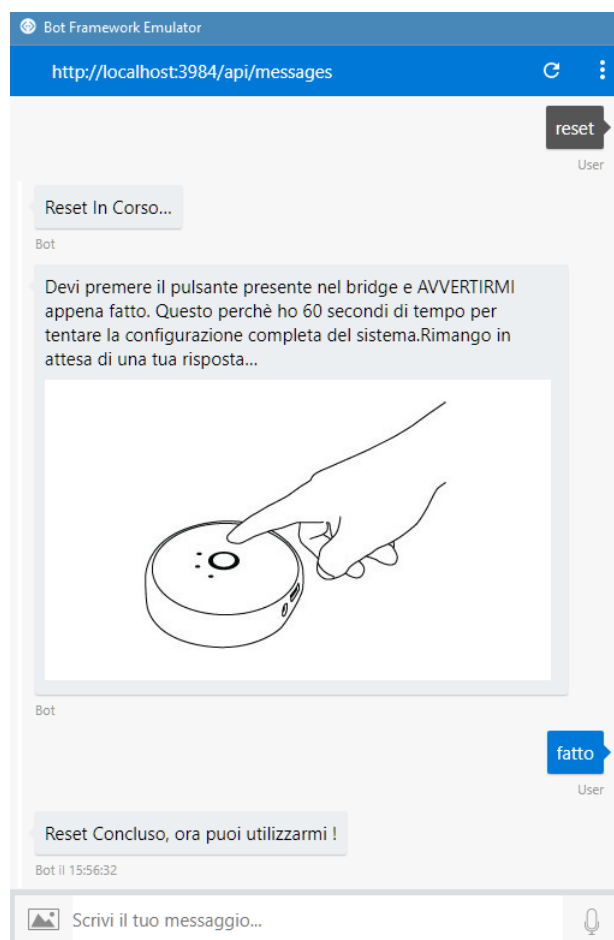 Bot Framework Emulator
http://localhost:3984/api/messages
reset
User
Reset In Corso...
Bot
Devi premere il pulsante presente nel bridge e AVVERTIRMI
appena fatto. Questo perchè ho 60 secondi di tempo per
tentare la configurazione completa del sistema.Rimango in
attesa di una tua risposta...
Bot
fatto
User
Reset Concluso, ora puoi utilizzarmi !
Bot il 15:56:32
Scrivi il tuo messaggio...